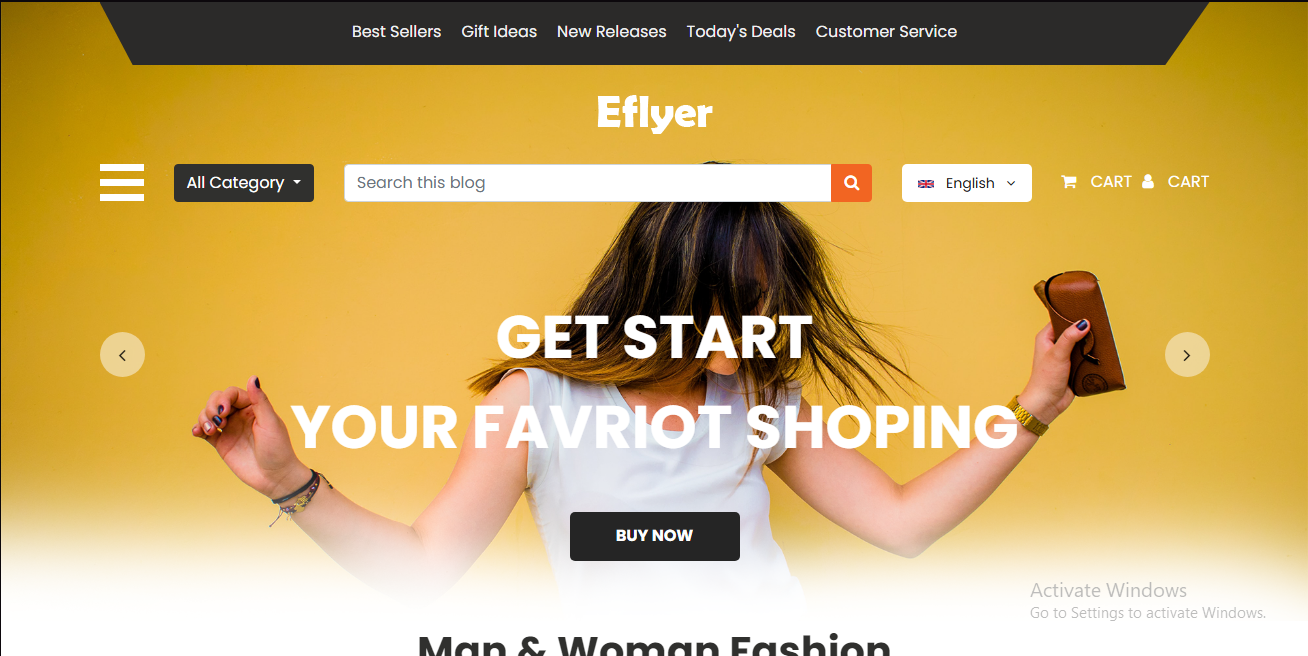 Best Sellers Gift Ideas New Releases Today's Deals Customer Service
Eflyer
All Category Search this blog English CART CART
GET START
YOUR FAVRIOT SHOPING
BUY NOW
Activate Windows
Go to Settings to activate Windows.
Man & Woman Fashion